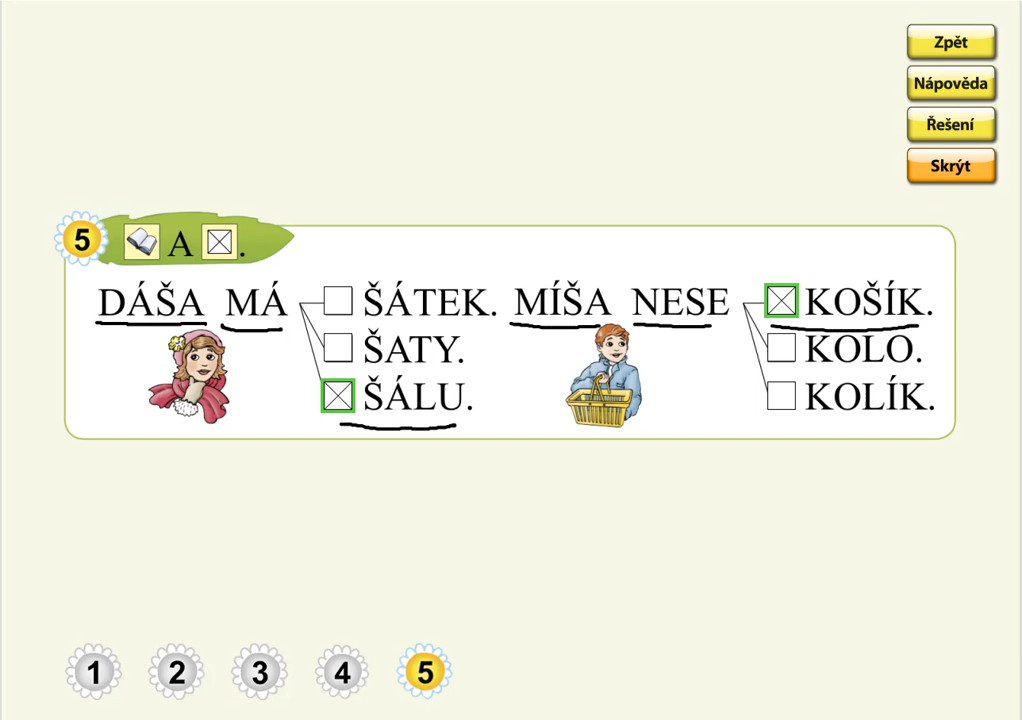 Zpět
Nápověda
Řešení
Skrýt
5 A .
DÁŠA MÁ ŠÁTEK. MÍŠA NESE KOŠÍK.
ŠATY. KOLO.
ŠÁLU. KOLÍK.
1 2 3 4 5